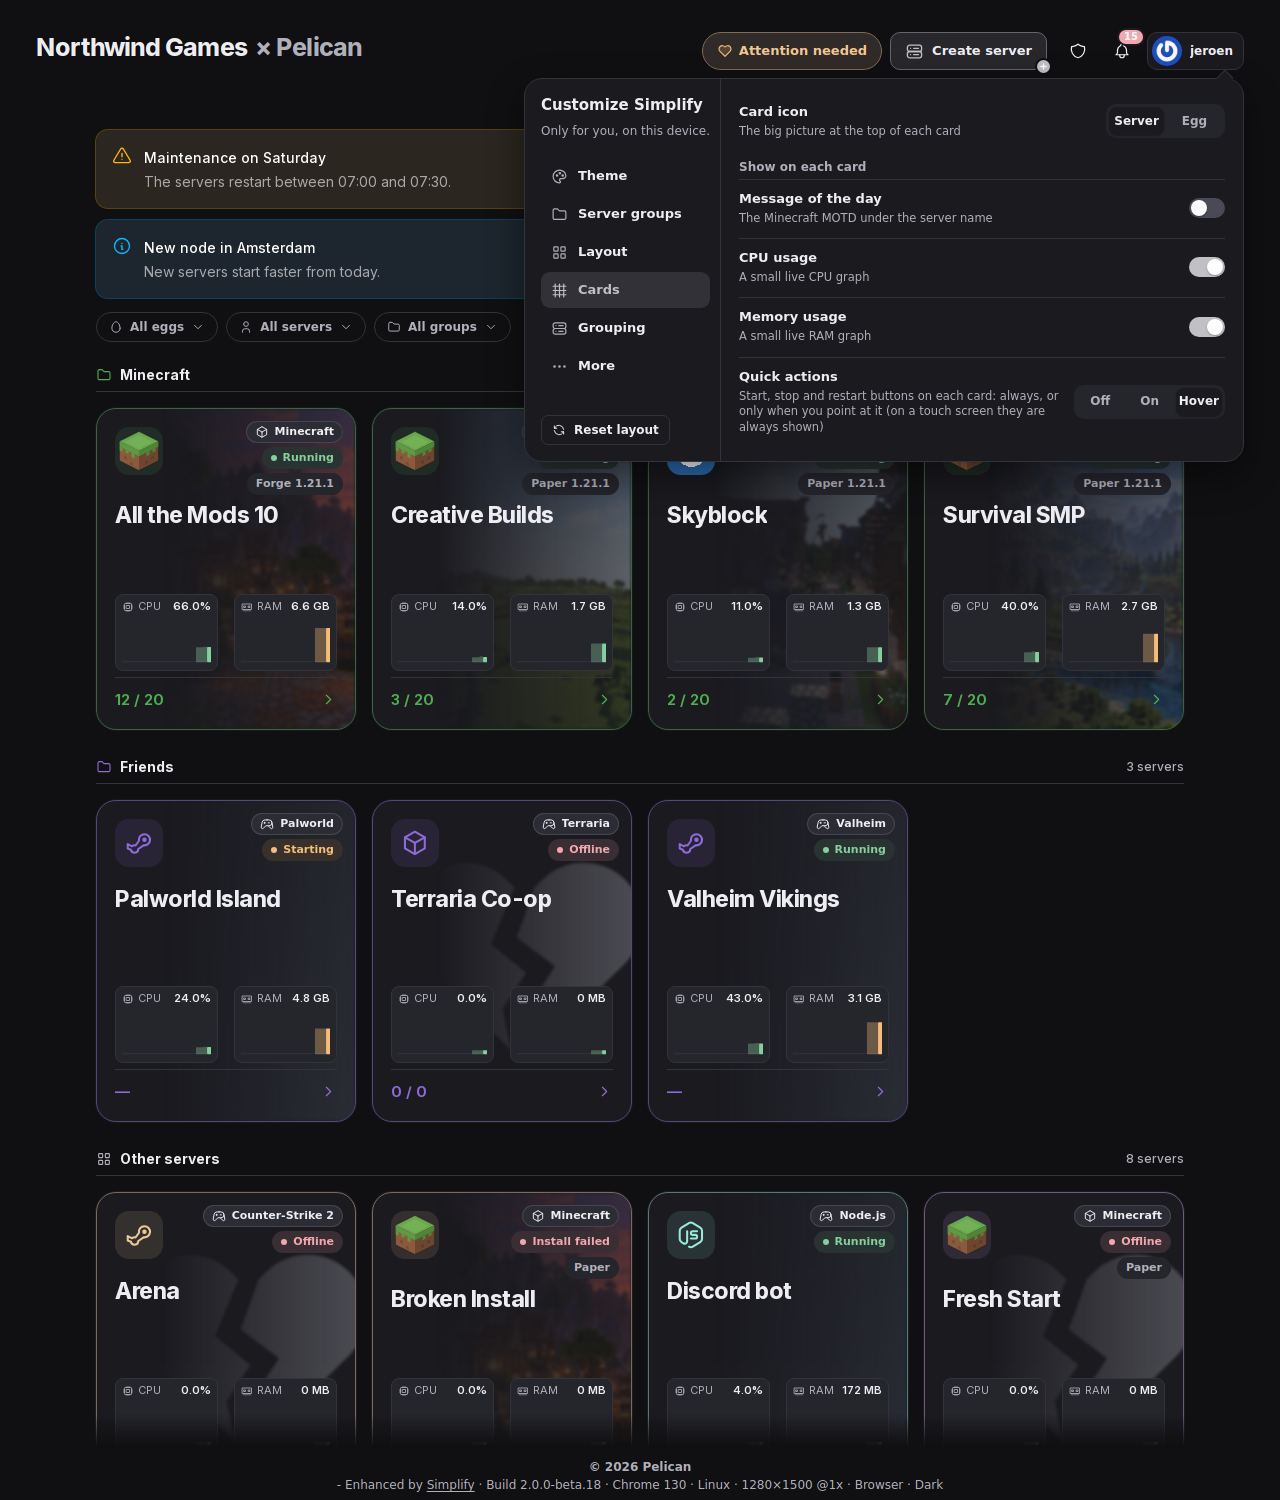 Northwind Games × Pelican
Attention needed
Create server
15
jeroen
Customize Simplify
Only for you, on this device.
Theme
Server groups
Layout
Cards
Grouping
More
Reset layout
Card icon
The big picture at the top of each card
Server
Egg
Show on each card
Message of the day
The Minecraft MOTD under the server name
CPU usage
A small live CPU graph
Memory usage
A small live RAM graph
Quick actions
Start, stop and restart buttons on each card: always, or
only when you point at it (on a touch screen they are
always shown)
Off
On
Hover
Maintenance on Saturday
The servers restart between 07:00 and 07:30.
New node in Amsterdam
New servers start faster from today.
All eggs
All servers
All groups
Minecraft
Minecraft
Running
Forge 1.21.1
All the Mods 10
CPU 66.0%
RAM 6.6 GB
12 / 20
Paper 1.21.1
Creative Builds
CPU 14.0%
RAM 1.7 GB
3 / 20
Paper 1.21.1
Skyblock
CPU 11.0%
RAM 1.3 GB
2 / 20
Paper 1.21.1
Survival SMP
CPU 40.0%
RAM 2.7 GB
7 / 20
Friends
3 servers
Palworld
Starting
Palworld Island
CPU 24.0%
RAM 4.8 GB
—
Terraria
Offline
Terraria Co-op
CPU 0.0%
RAM 0 MB
0 / 0
Valheim
Running
Valheim Vikings
CPU 43.0%
RAM 3.1 GB
—
Other servers
8 servers
Counter-Strike 2
Offline
Arena
CPU 0.0%
RAM 0 MB
Minecraft
Install failed
Paper
Broken Install
CPU 0.0%
RAM 0 MB
Node.js
Running
Discord bot
CPU 4.0%
RAM 172 MB
Minecraft
Offline
Paper
Fresh Start
CPU 0.0%
RAM 0 MB
© 2026 Pelican
- Enhanced by Simplify · Build 2.0.0-beta.18 · Chrome 130 · Linux · 1280×1500 @1x · Browser · Dark